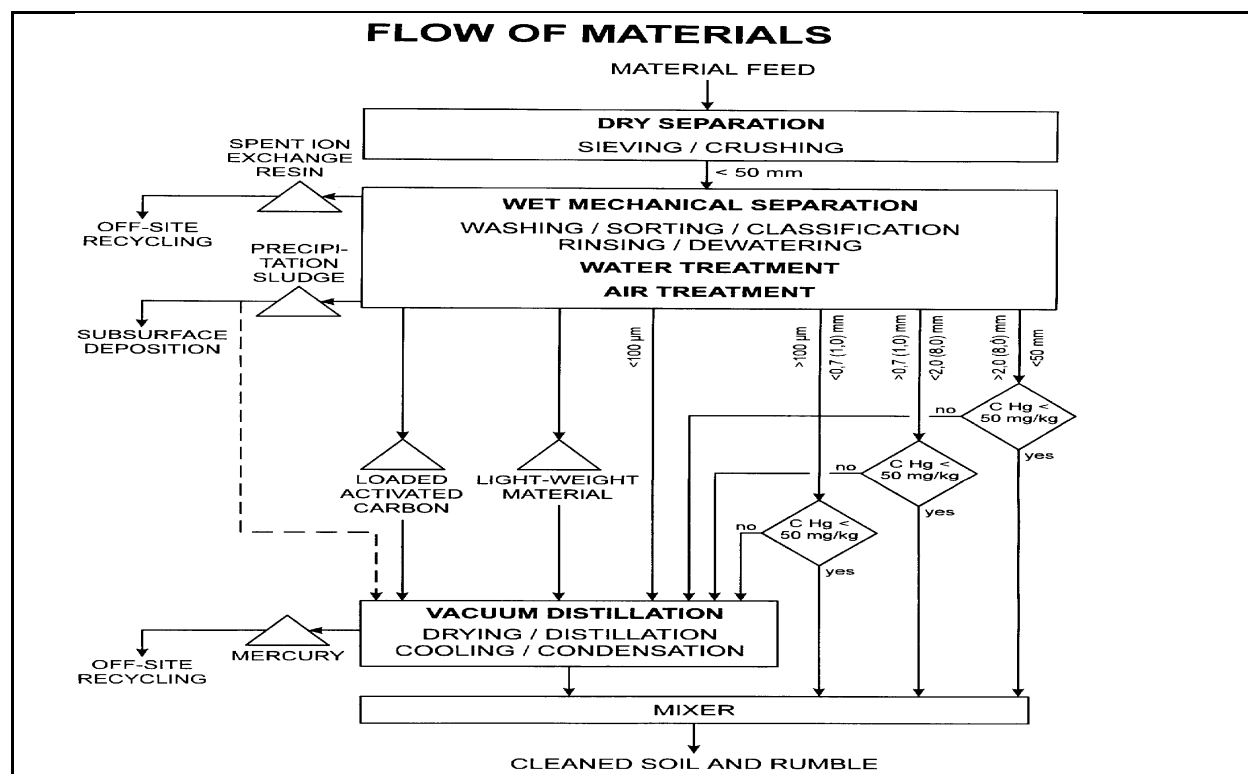 FLOW OF MATERIALS
MATERIAL FEED
DRY SEPARATION
SIEVING / CRUSHING
< 50 mm
SPENT ION
EXCHANGE
RESIN
OFF-SITE
RECYCLING
WET MECHANICAL SEPARATION
WASHING / SORTING / CLASSIFICATION
RINSING / DEWATERING
WATER TREATMENT
AIR TREATMENT
PRECIPI-
TATION
SLUDGE
SUBSURFACE
DEPOSITION
<100 µm
>100 µm
<0,7 (1,0) mm
>0,7 (1,0) mm
<2,0 (8,0) mm
>2,0 (8,0) mm
<50 mm
no
C Hg <
50 mg/kg
yes
no
C Hg <
50 mg/kg
yes
no
C Hg <
50 mg/kg
yes
LOADED
ACTIVATED
CARBON
LIGHT-WEIGHT
MATERIAL
VACUUM DISTILLATION
DRYING / DISTILLATION
COOLING / CONDENSATION
MERCURY
OFF-SITE
RECYCLING
MIXER
CLEANED SOIL AND RUMBLE